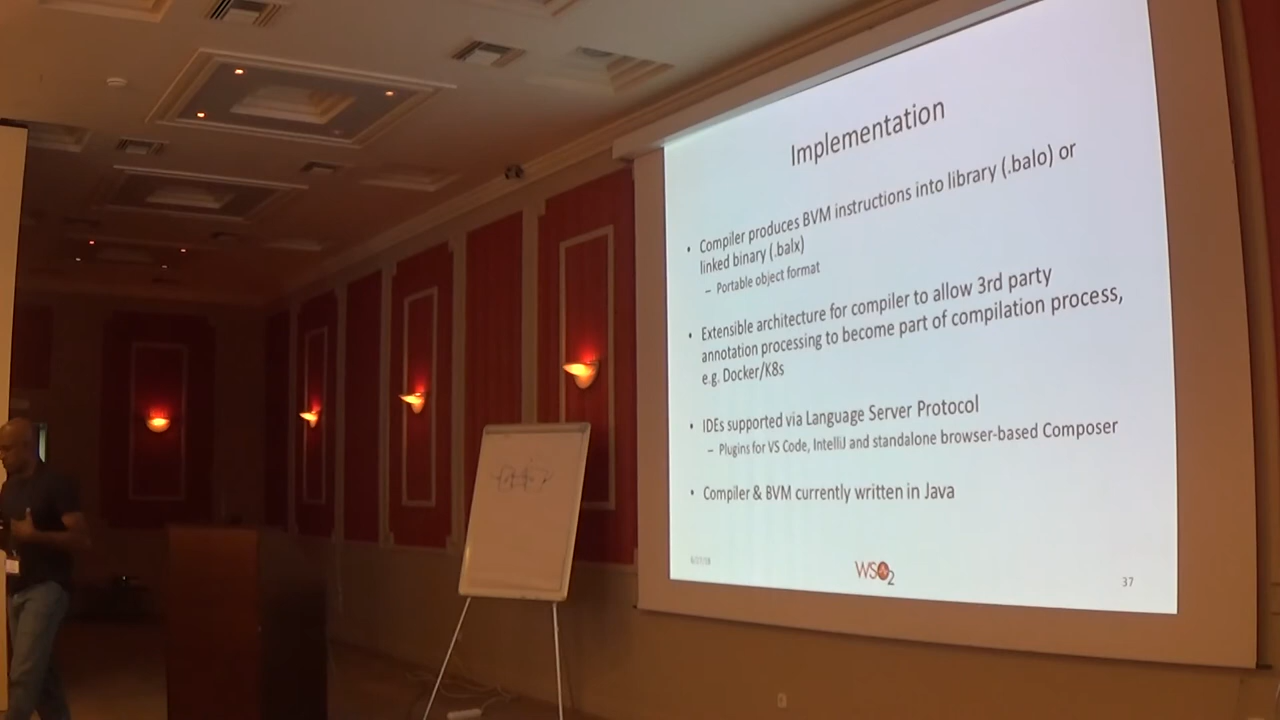 Implementation
• Compiler produces BVM instructions into library (.balo) or
linked binary (.balx)
– Portable object format
• Extensible architecture for compiler to allow 3rd party
annotation processing to become part of compilation process,
e.g. Docker/K8s
• IDEs supported via Language Server Protocol
– Plugins for VS Code, IntelliJ and standalone browser-based Composer
• Compiler & BVM currently written in Java
WSO2
37